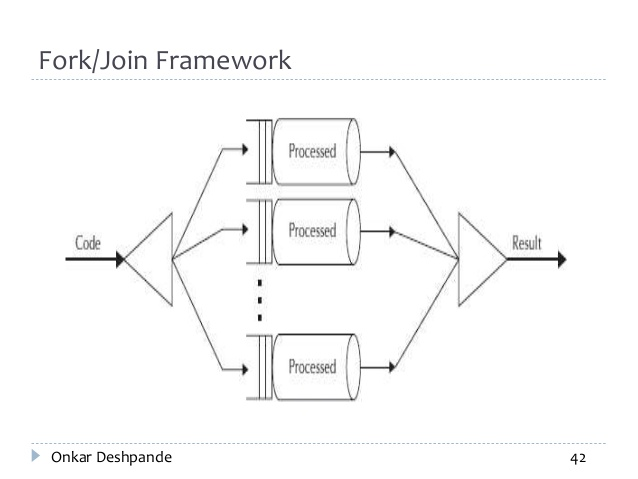 Fork/Join Framework
Processed
Code
Processed
Result
Processed
Onkar Deshpande
42